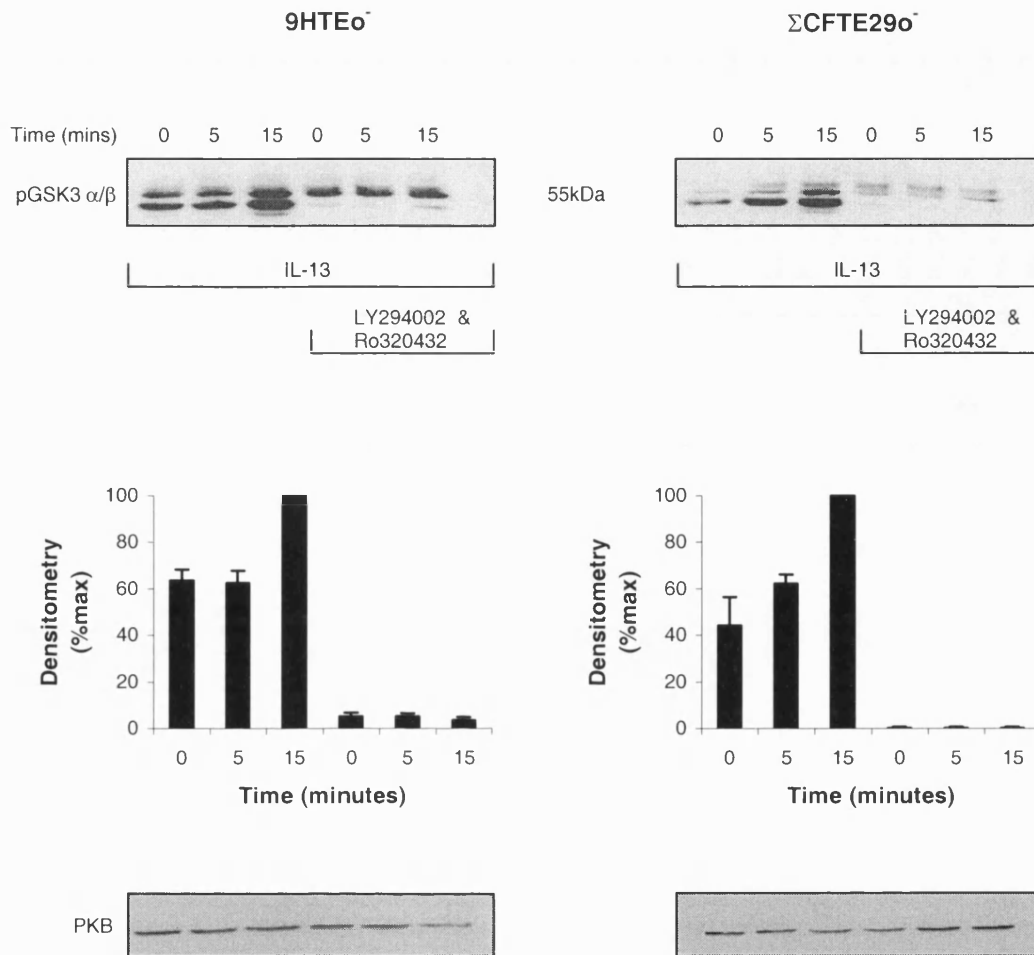 9HTEo⁻ ΣCFTE29o⁻
Time (mins) 0 5 15 0 5 15 0 5 15 0 5 15
pGSK3 α/β 55kDa
IL-13 IL-13
LY294002 & LY294002 &
Ro320432 Ro320432
Densitometry
(%max)
100
80
60
40
20
0
0 5 15 0 5 15
Time (minutes)
Densitometry
(%max)
100
80
60
40
20
0
0 5 15 0 5 15
Time (minutes)
PKB